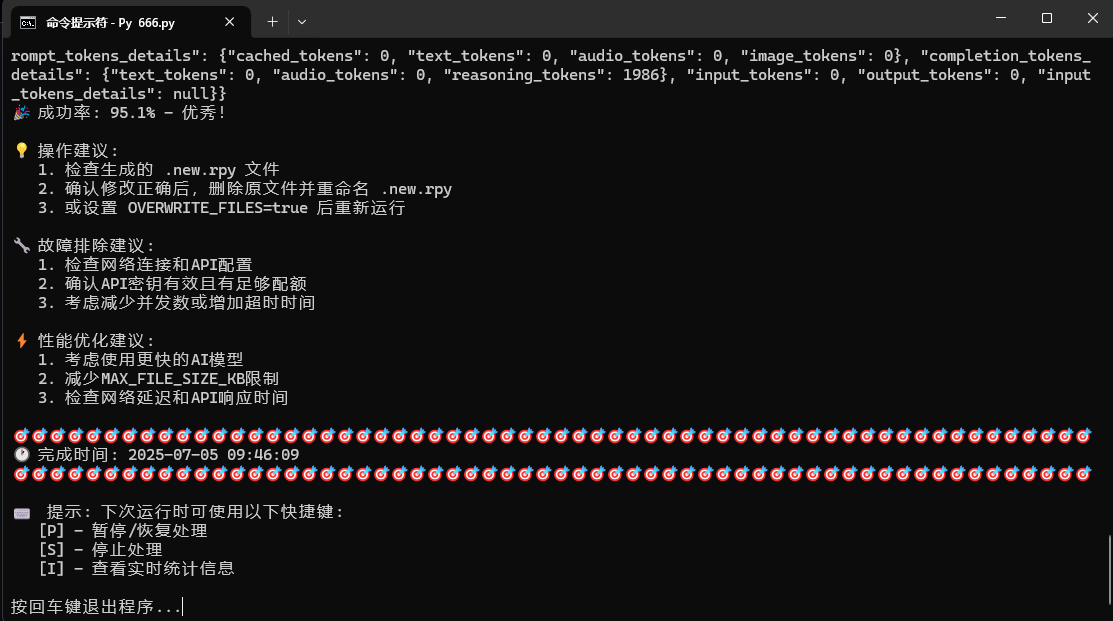 命令提示符 - Py 666.py
rompt_tokens_details": {"cached_tokens": 0, "text_tokens": 0, "audio_tokens": 0, "image_tokens": 0}, "completion_tokens_
details": {"text_tokens": 0, "audio_tokens": 0, "reasoning_tokens": 1986}, "input_tokens": 0, "output_tokens": 0, "input
_tokens_details": null}}
🎉 成功率: 95.1% - 优秀!
💡 操作建议:
1. 检查生成的 .new.rpy 文件
2. 确认修改正确后, 删除原文件并重命名 .new.rpy
3. 或设置 OVERWRITE_FILES=true 后重新运行
🔧 故障排除建议:
1. 检查网络连接和API配置
2. 确认API密钥有效且有足够配额
3. 考虑减少并发数或增加超时时间
⚡ 性能优化建议:
1. 考虑使用更快的AI模型
2. 减少MAX_FILE_SIZE_KB限制
3. 检查网络延迟和API响应时间
🕐 完成时间: 2025-07-05 09:46:09
⌨️ 提示: 下次运行时可使用以下快捷键:
[P] - 暂停/恢复处理
[S] - 停止处理
[I] - 查看实时统计信息
按回车键退出程序...